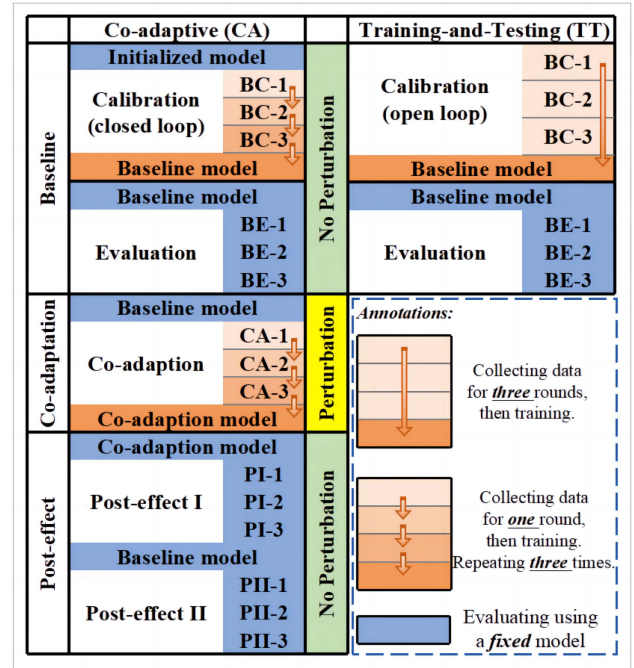 Co-adaptive (CA)
Training-and-Testing (TT)
Baseline
Initialized model
Calibration
(closed loop)
BC-1
BC-2
BC-3
Baseline model
Baseline model
Evaluation
BE-1
BE-2
BE-3
No Perturbation
Calibration
(open loop)
BC-1
BC-2
BC-3
Baseline model
Baseline model
Evaluation
BE-1
BE-2
BE-3
Co-adaptation
Baseline model
Co-adaption
CA-1
CA-2
CA-3
Co-adaption model
Perturbation
Post-effect
Co-adaption model
Post-effect I
PI-1
PI-2
PI-3
Baseline model
Post-effect II
PII-1
PII-2
PII-3
No Perturbation
Annotations:
Collecting data
for three rounds,
then training.
Collecting data
for one round,
then training.
Repeating three times.
Evaluating using
a fixed model